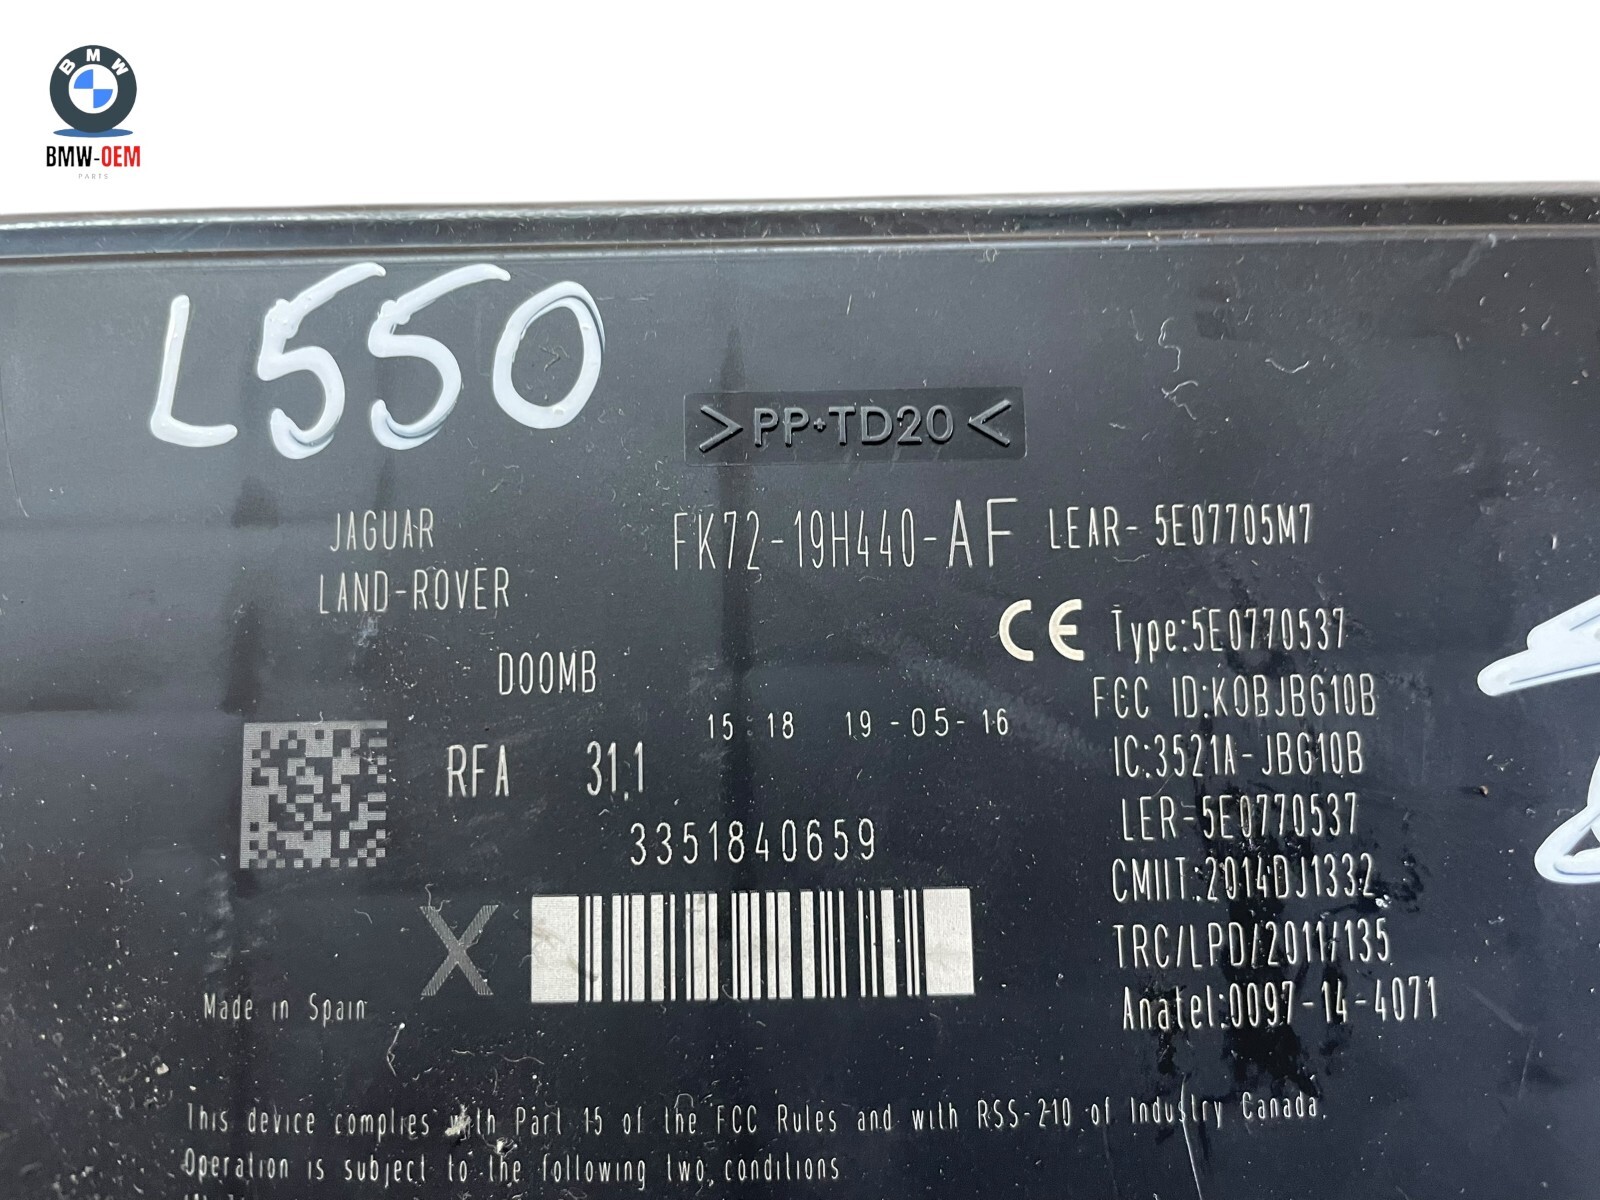 BMW
BMW-OEM
PARTS
L550
>PP+TD20<
JAGUAR
LAND-ROVER
FK72-19H440-AF
LEAR-5E07705M7
CE Type:5E0770537
D00MB
FCC ID:KOBJBG10B
15:18 19-05-16
RFA 31.1
IC:3521A-JBG10B
LER-5E0770537
3351840659
CMIIT:2014DJ1332
X
TRC/LPD/2011/135
Made in Spain
Anatel:0097-14-4071
This device complies with Part 15 of the FCC Rules and with RSS-210 of Industry Canada.
Operation is subject to the following two conditions